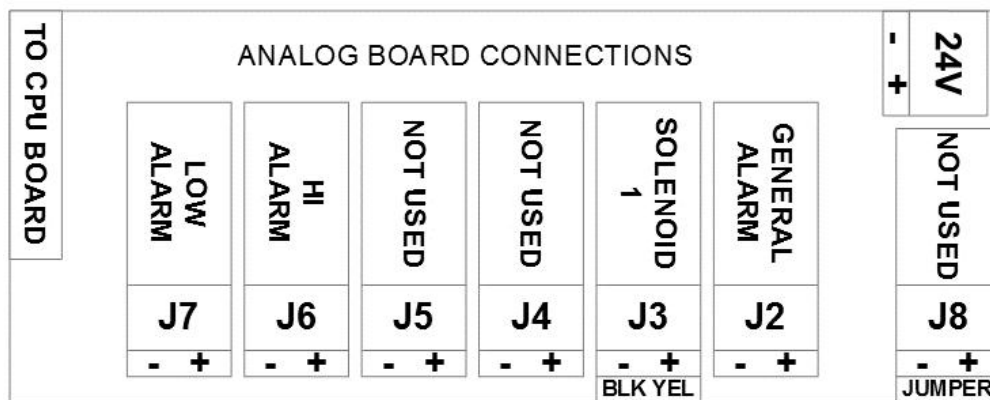 TO CPU BOARD
ANALOG BOARD CONNECTIONS
- +
24V
LOW
ALARM
HI
ALARM
NOT USED
NOT USED
SOLENOID
1
GENERAL
ALARM
NOT USED
J7
J6
J5
J4
J3
J2
J8
- +
- +
- +
- +
- +
- +
- +
BLK YEL
JUMPER